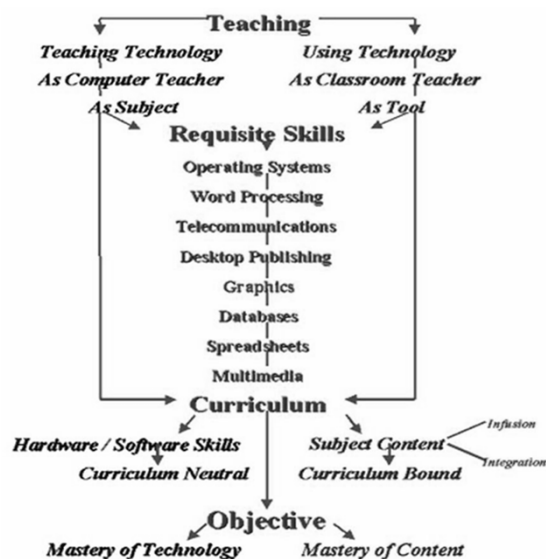 Teaching
Teaching Technology
Using Technology
As Computer Teacher
As Classroom Teacher
As Subject
As Tool
Requisite Skills
Operating Systems
Word Processing
Telecommunications
Desktop Publishing
Graphics
Databases
Spreadsheets
Multimedia
Curriculum
Hardware / Software Skills
Subject Content
Infusion
Integration
Curriculum Neutral
Curriculum Bound
Objective
Mastery of Technology
Mastery of Content